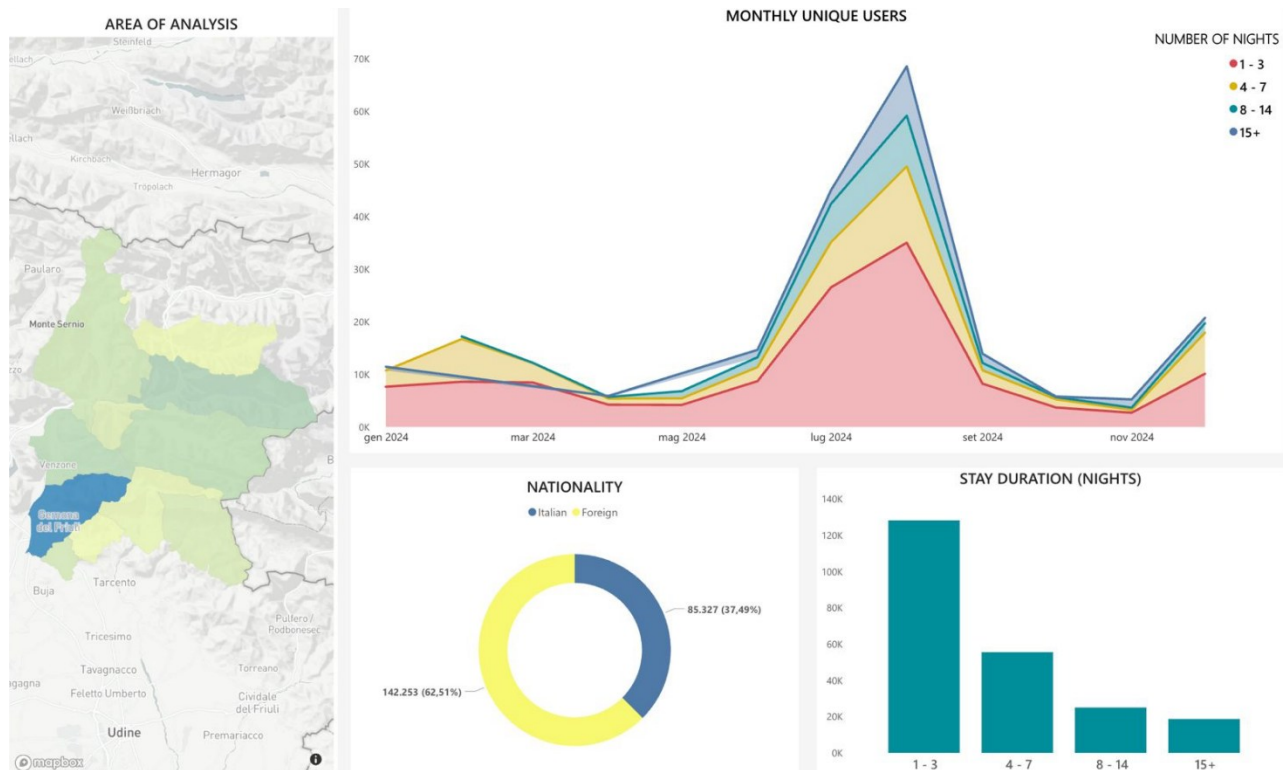 AREA OF ANALYSIS
Steinfeld
ellach
Weißbriach
llach
Kirchbach
Hermagor
Tröpolach
Paularo
Monte Sernio
zzo
Venzone
B
Gemona
del Friuli
Buja
Tarcento
Pulfero/
Podbonesec
Tricesimo
Tavagnacco
Torreano
agagna
Feletto Umberto
Cividale
del Friuli
Udine
Premariacco
mapbox
i
MONTHLY UNIQUE USERS
NUMBER OF NIGHTS
1 - 3
4 - 7
8 - 14
15+
70K
60K
50K
40K
30K
20K
10K
0K
gen 2024 mar 2024 mag 2024 lug 2024 set 2024 nov 2024
NATIONALITY
Italian Foreign
85.327 (37,49%)
142.253 (62,51%)
STAY DURATION (NIGHTS)
140K
120K
100K
80K
60K
40K
20K
0K
1 - 3 4 - 7 8 - 14 15+